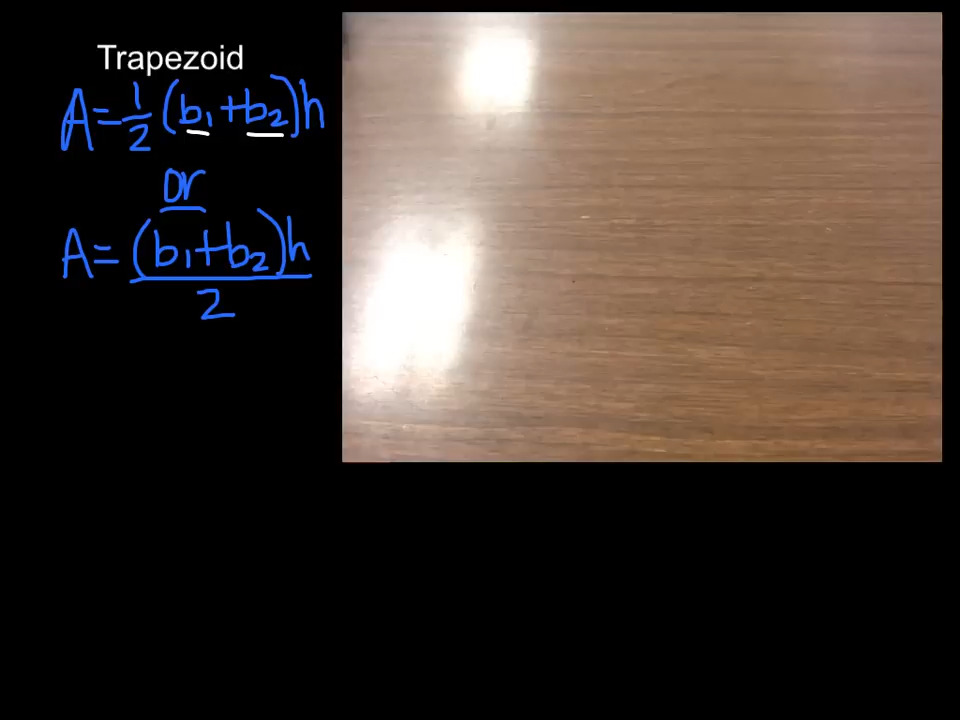 Trapezoid
A=1/2(b₁+b₂)h
or
A=(b₁+b₂)h/2